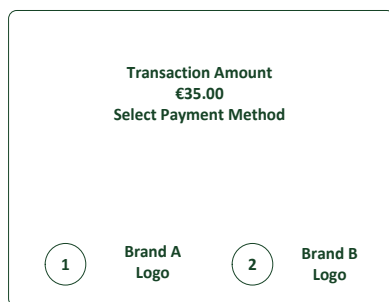 Transaction Amount
€35.00
Select Payment Method
1
Brand A
Logo
2
Brand B
Logo